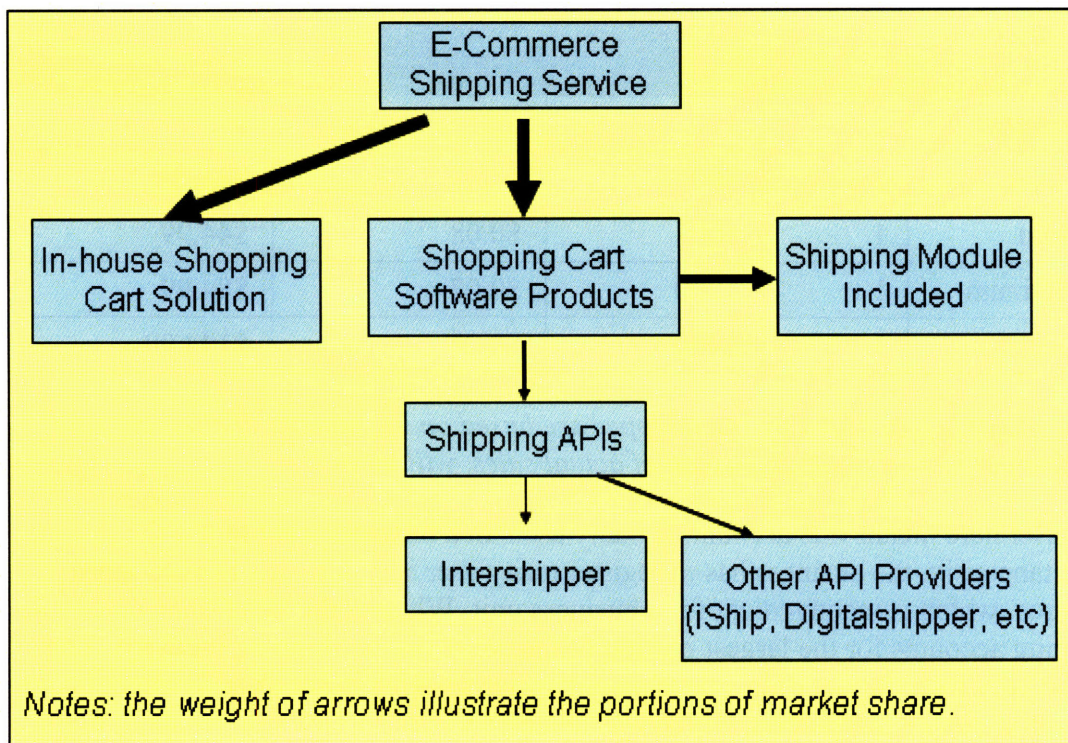 E-Commerce
Shipping Service
In-house Shopping
Cart Solution
Shopping Cart
Software Products
Shipping Module
Included
Shipping APIs
Intershipper
Other API Providers
(iShip, Digitalshipper, etc)
Notes: the weight of arrows illustrate the portions of market share.